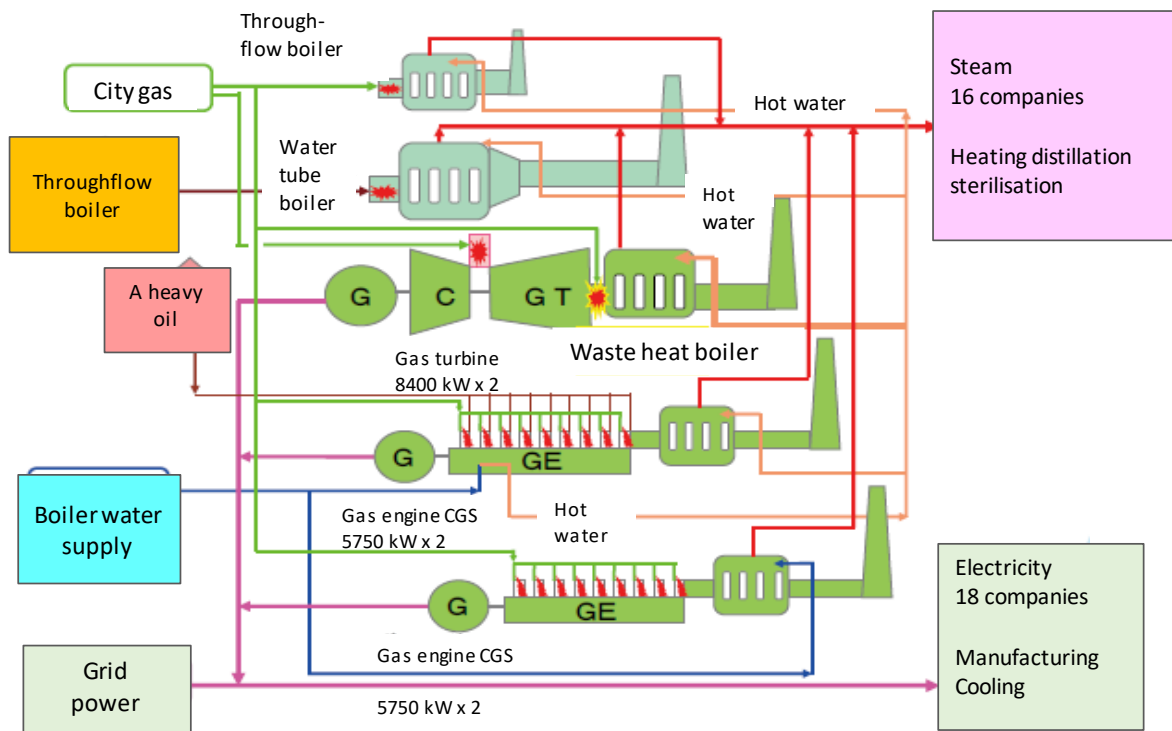 Through-
flow boiler
City gas
Steam
16 companies
Heating distillation
sterilisation
Hot water
Water
tube
boiler
Throughflow
boiler
Hot
water
G
C
G T
A heavy
oil
Waste heat boiler
Gas turbine
8400 kW x 2
G
GE
Boiler water
supply
Gas engine CGS
5750 kW x 2
Hot
water
Electricity
18 companies
Manufacturing
Cooling
G
GE
Gas engine CGS
Grid
power
5750 kW x 2